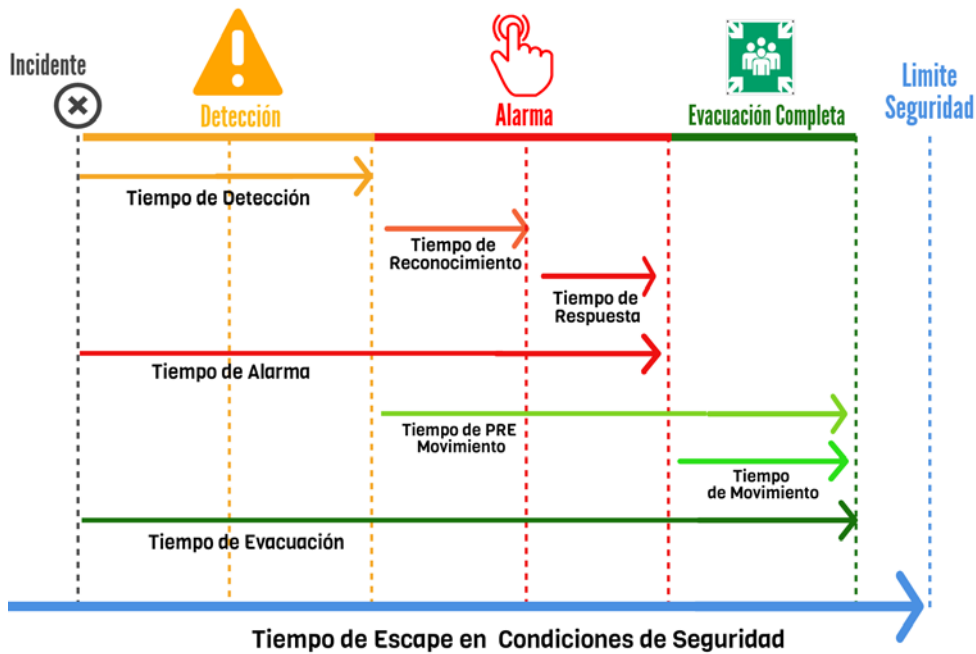 Incidente
Detección
Alarma
Evacuación Completa
Limite
Seguridad
Tiempo de Detección
Tiempo de
Reconocimiento
Tiempo de
Respuesta
Tiempo de Alarma
Tiempo de PRE
Movimiento
Tiempo
de Movimiento
Tiempo de Evacuación
Tiempo de Escape en Condiciones de Seguridad